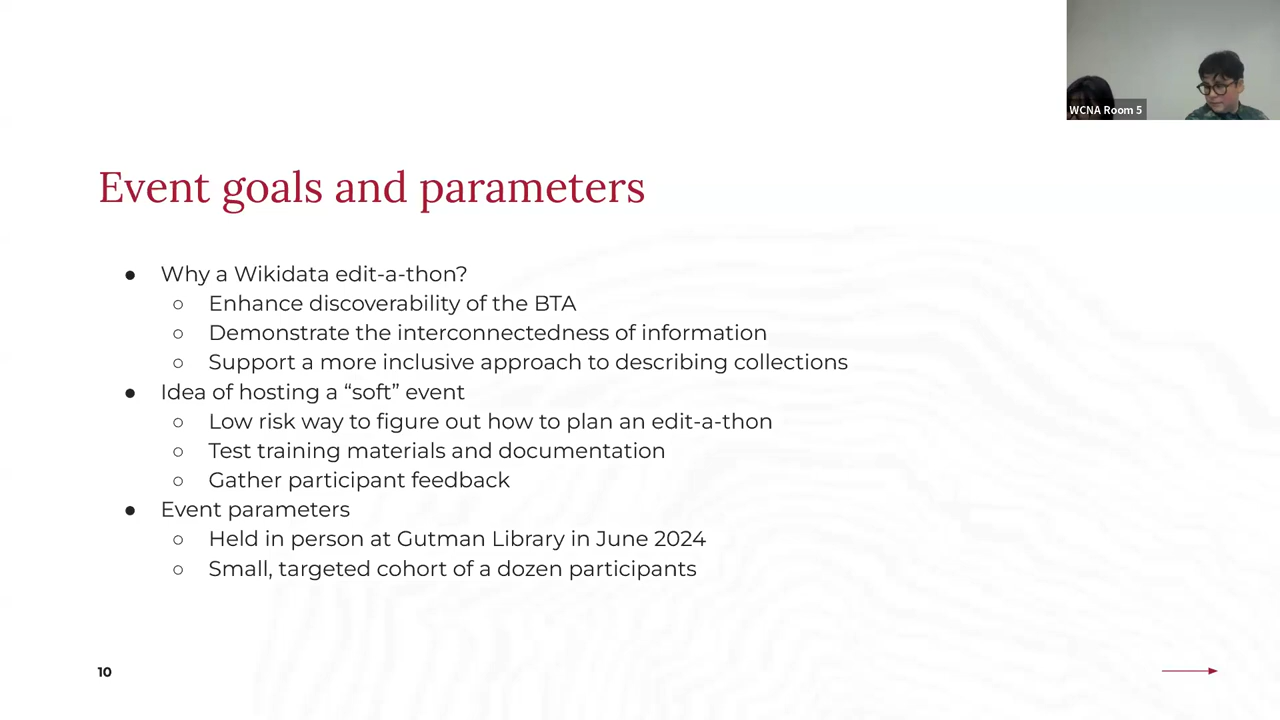 WCNA Room 5
Event goals and parameters
● Why a Wikidata edit-a-thon?
○ Enhance discoverability of the BTA
○ Demonstrate the interconnectedness of information
○ Support a more inclusive approach to describing collections
● Idea of hosting a “soft” event
○ Low risk way to figure out how to plan an edit-a-thon
○ Test training materials and documentation
○ Gather participant feedback
● Event parameters
○ Held in person at Gutman Library in June 2024
○ Small, targeted cohort of a dozen participants
10